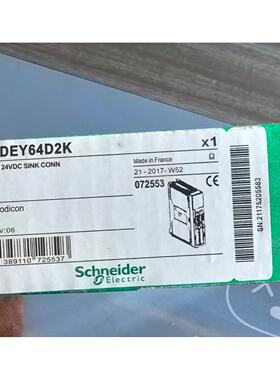 DEY64D2K
x1
24VDC SINK CONN
Made in France
Ω
21 - 2017 - W52
072553
odicon
V:06
389110 725537
Schneider
Electric
SN:21175205583